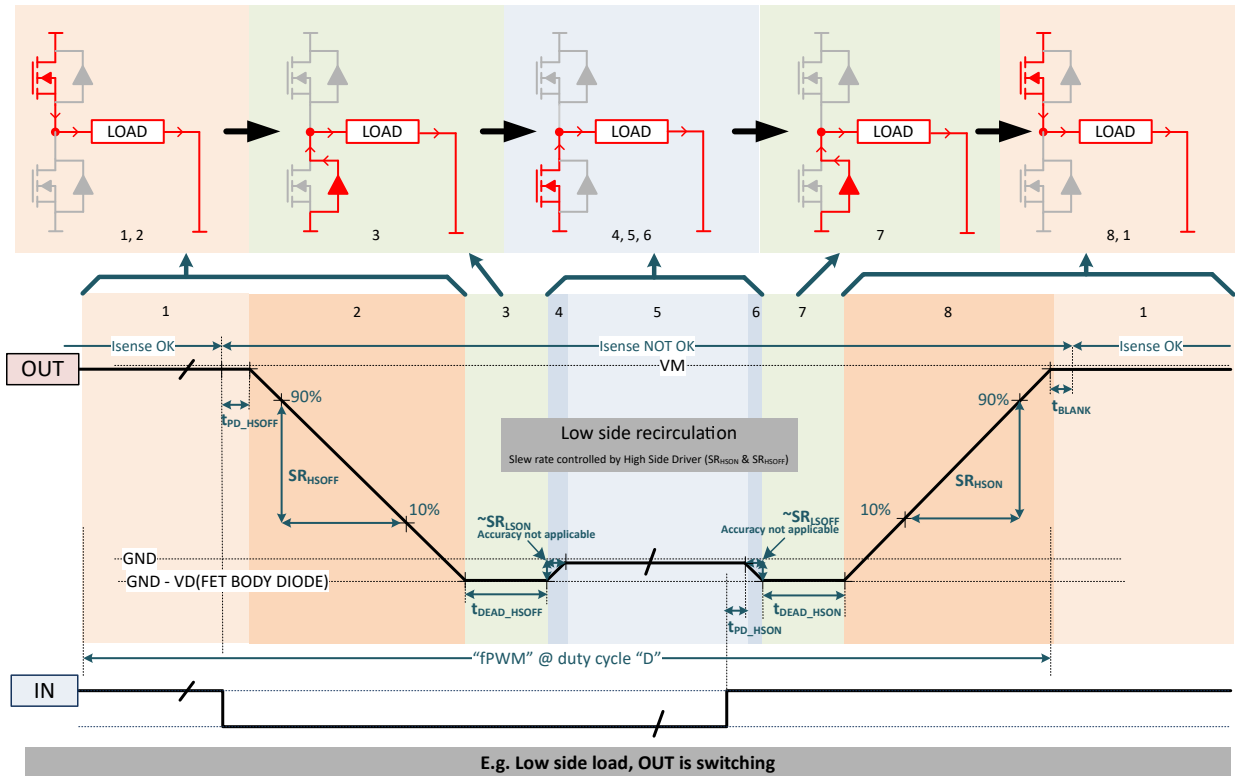 LOAD
LOAD
LOAD
LOAD
LOAD
1, 2
3
4, 5, 6
7
8, 1
1
2
3
4
5
6
7
8
1
Isense OK
Isense NOT OK
Isense OK
OUT
VM
90%
90%
tPD_HSOFF
tBLANK
Low side recirculation
Slew rate controlled by High Side Driver (SRHSON & SRHSOFF)
SRHSOFF
SRHSON
10%
10%
~SRLSON
Accuracy not applicable
~SRLSOFF
Accuracy not applicable
GND
GND - VD(FET BODY DIODE)
tDEAD_HSOFF
tDEAD_HSON
tPD_HSON
“fPWM” @ duty cycle “D”
IN
E.g. Low side load, OUT is switching